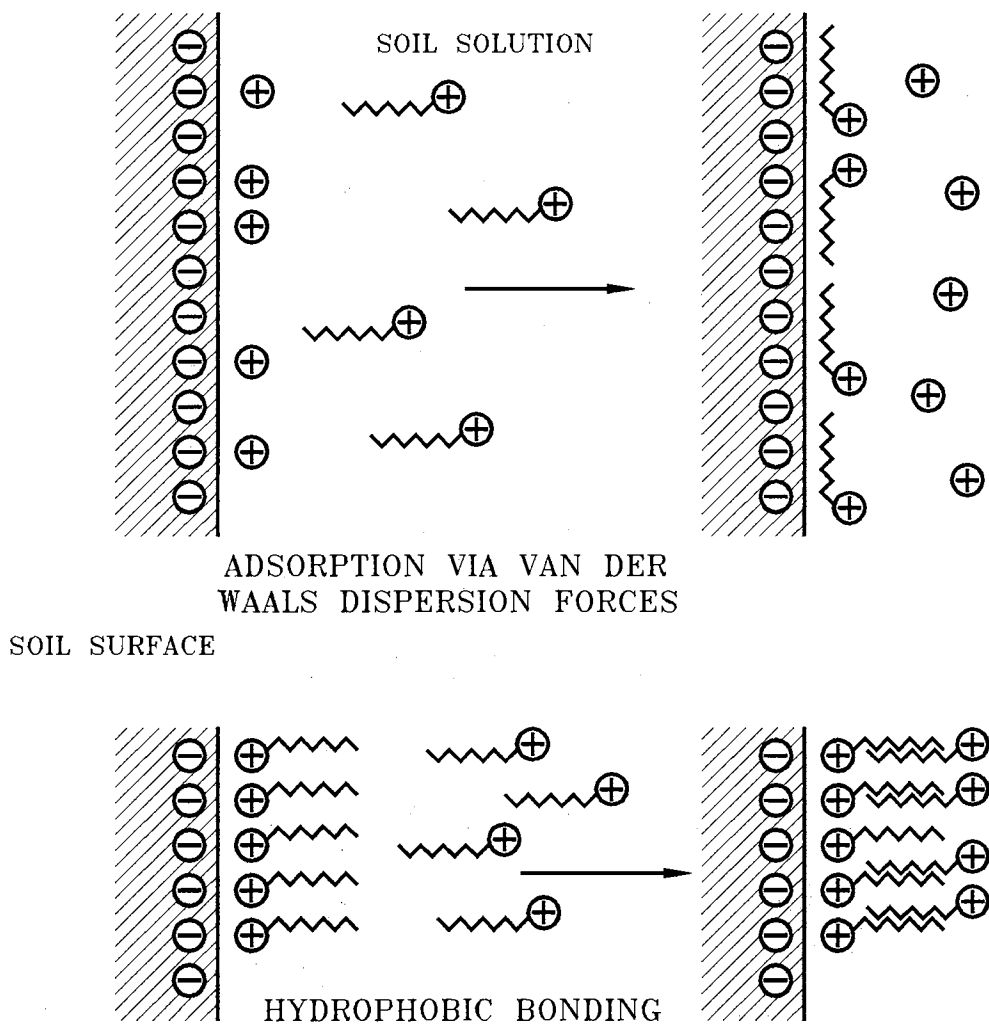 SOIL SOLUTION
ADSORPTION VIA VAN DER
WAALS DISPERSION FORCES
SOIL SURFACE
HYDROPHOBIC BONDING